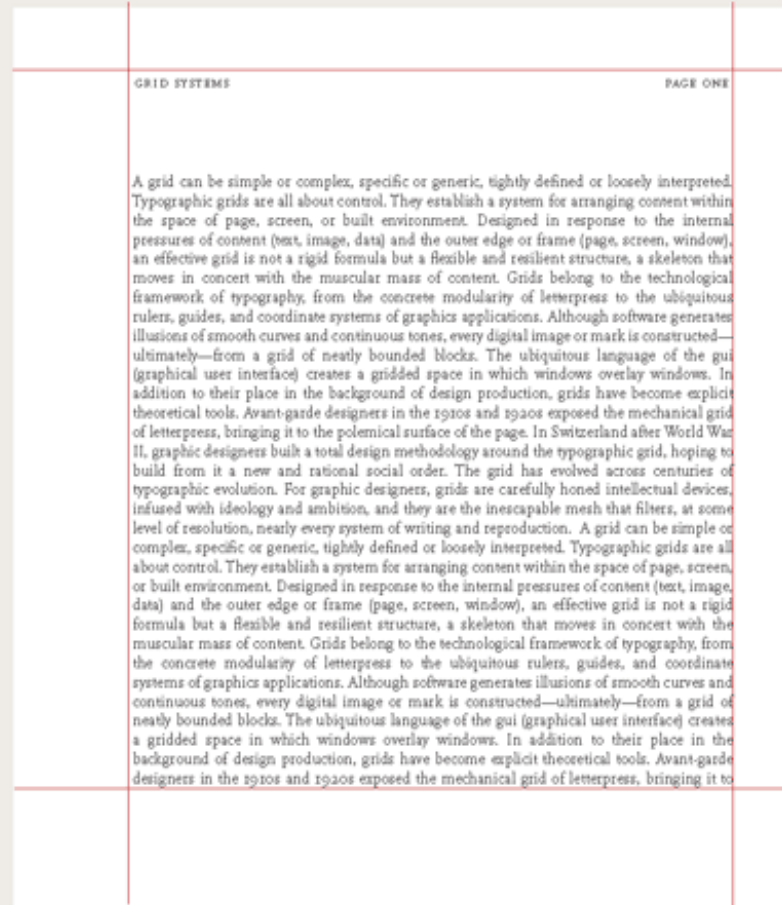 GRID SYSTEMS
PAGE ONE
A grid can be simple or complex, specific or generic, tightly defined or loosely interpreted.
Typographic grids are all about control. They establish a system for arranging content within
the space of page, screen, or built environment. Designed in response to the internal
pressures of content (text, image, data) and the outer edge or frame (page, screen, window),
an effective grid is not a rigid formula but a flexible and resilient structure, a skeleton that
moves in concert with the muscular mass of content. Grids belong to the technological
framework of typography, from the concrete modularity of letterpress to the ubiquitous
rulers, guides, and coordinate systems of graphics applications. Although software generates
illusions of smooth curves and continuous tones, every digital image or mark is constructed—
ultimately—from a grid of neatly bounded blocks. The ubiquitous language of the gui
(graphical user interface) creates a gridded space in which windows overlay windows. In
addition to their place in the background of design production, grids have become explicit
theoretical tools. Avant-garde designers in the 1910s and 1920s exposed the mechanical grid
of letterpress, bringing it to the polemical surface of the page. In Switzerland after World War
II, graphic designers built a total design methodology around the typographic grid, hoping to
build from it a new and rational social order. The grid has evolved across centuries of
typographic evolution. For graphic designers, grids are carefully honed intellectual devices,
infused with ideology and ambition, and they are the inescapable mesh that filters, at some
level of resolution, nearly every system of writing and reproduction. A grid can be simple or
complex, specific or generic, tightly defined or loosely interpreted. Typographic grids are all
about control. They establish a system for arranging content within the space of page, screen,
or built environment. Designed in response to the internal pressures of content (text, image,
data) and the outer edge or frame (page, screen, window), an effective grid is not a rigid
formula but a flexible and resilient structure, a skeleton that moves in concert with the
muscular mass of content. Grids belong to the technological framework of typography, from
the concrete modularity of letterpress to the ubiquitous rulers, guides, and coordinate
systems of graphics applications. Although software generates illusions of smooth curves and
continuous tones, every digital image or mark is constructed—ultimately—from a grid of
neatly bounded blocks. The ubiquitous language of the gui (graphical user interface) creates
a gridded space in which windows overlay windows. In addition to their place in the
background of design production, grids have become explicit theoretical tools. Avant-garde
designers in the 1910s and 1920s exposed the mechanical grid of letterpress, bringing it to